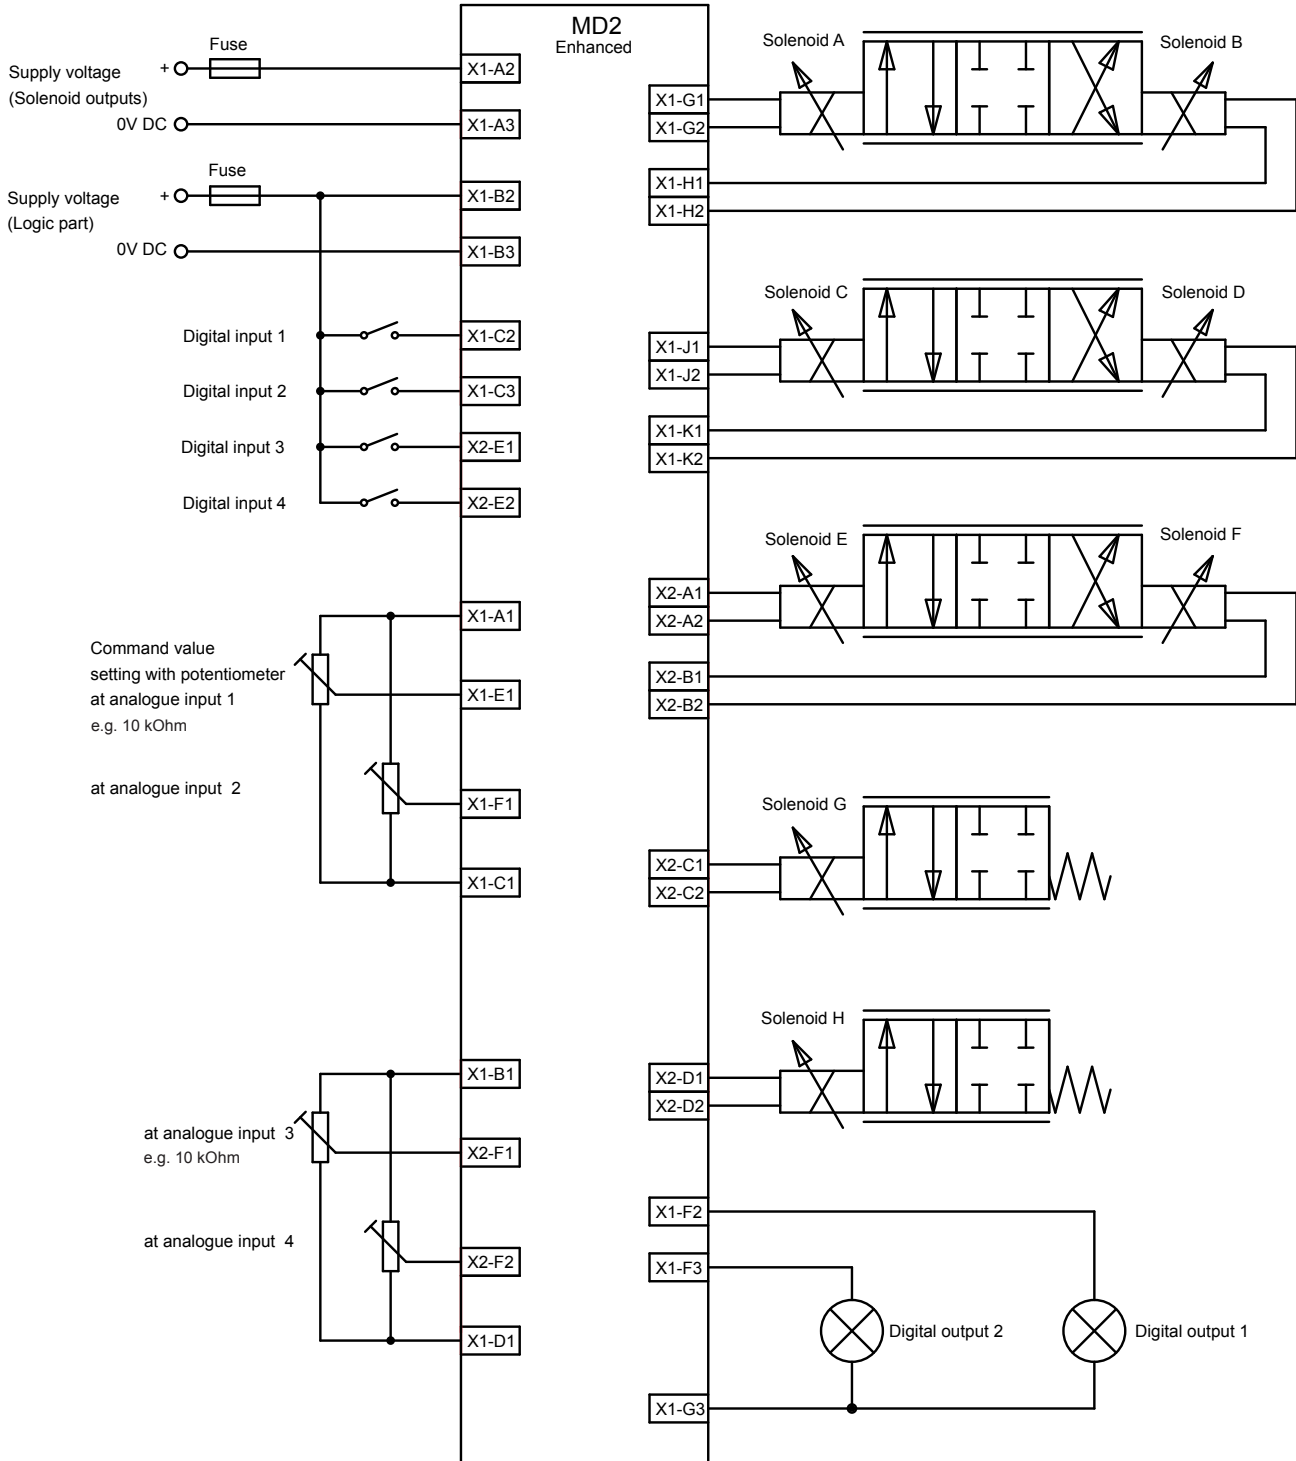 MD2
Enhanced
Fuse
Supply voltage
(Solenoid outputs)
+
0V DC
Fuse
Supply voltage
(Logic part)
+
0V DC
Digital input 1
Digital input 2
Digital input 3
Digital input 4
Command value
setting with potentiometer
at analogue input 1
e.g. 10 kOhm
at analogue input 2
at analogue input 3
e.g. 10 kOhm
at analogue input 4
X1-A2
X1-A3
X1-B2
X1-B3
X1-C2
X1-C3
X2-E1
X2-E2
X1-A1
X1-E1
X1-F1
X1-C1
X1-B1
X2-F1
X2-F2
X1-D1
X1-G1
X1-G2
X1-H1
X1-H2
X1-J1
X1-J2
X1-K1
X1-K2
X2-A1
X2-A2
X2-B1
X2-B2
X2-C1
X2-C2
X2-D1
X2-D2
X1-F2
X1-F3
X1-G3
Solenoid A
Solenoid B
Solenoid C
Solenoid D
Solenoid E
Solenoid F
Solenoid G
Solenoid H
Digital output 2
Digital output 1